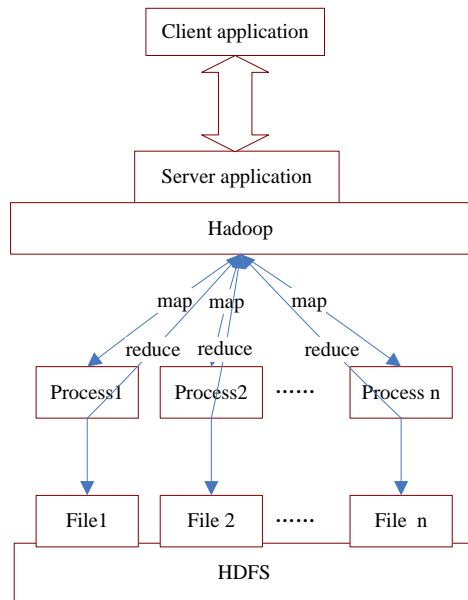 Client application
Server application
Hadoop
map map map
reduce reduce reduce
Process1 Process2 ...... Process n
File1 File 2 ...... File n
HDFS